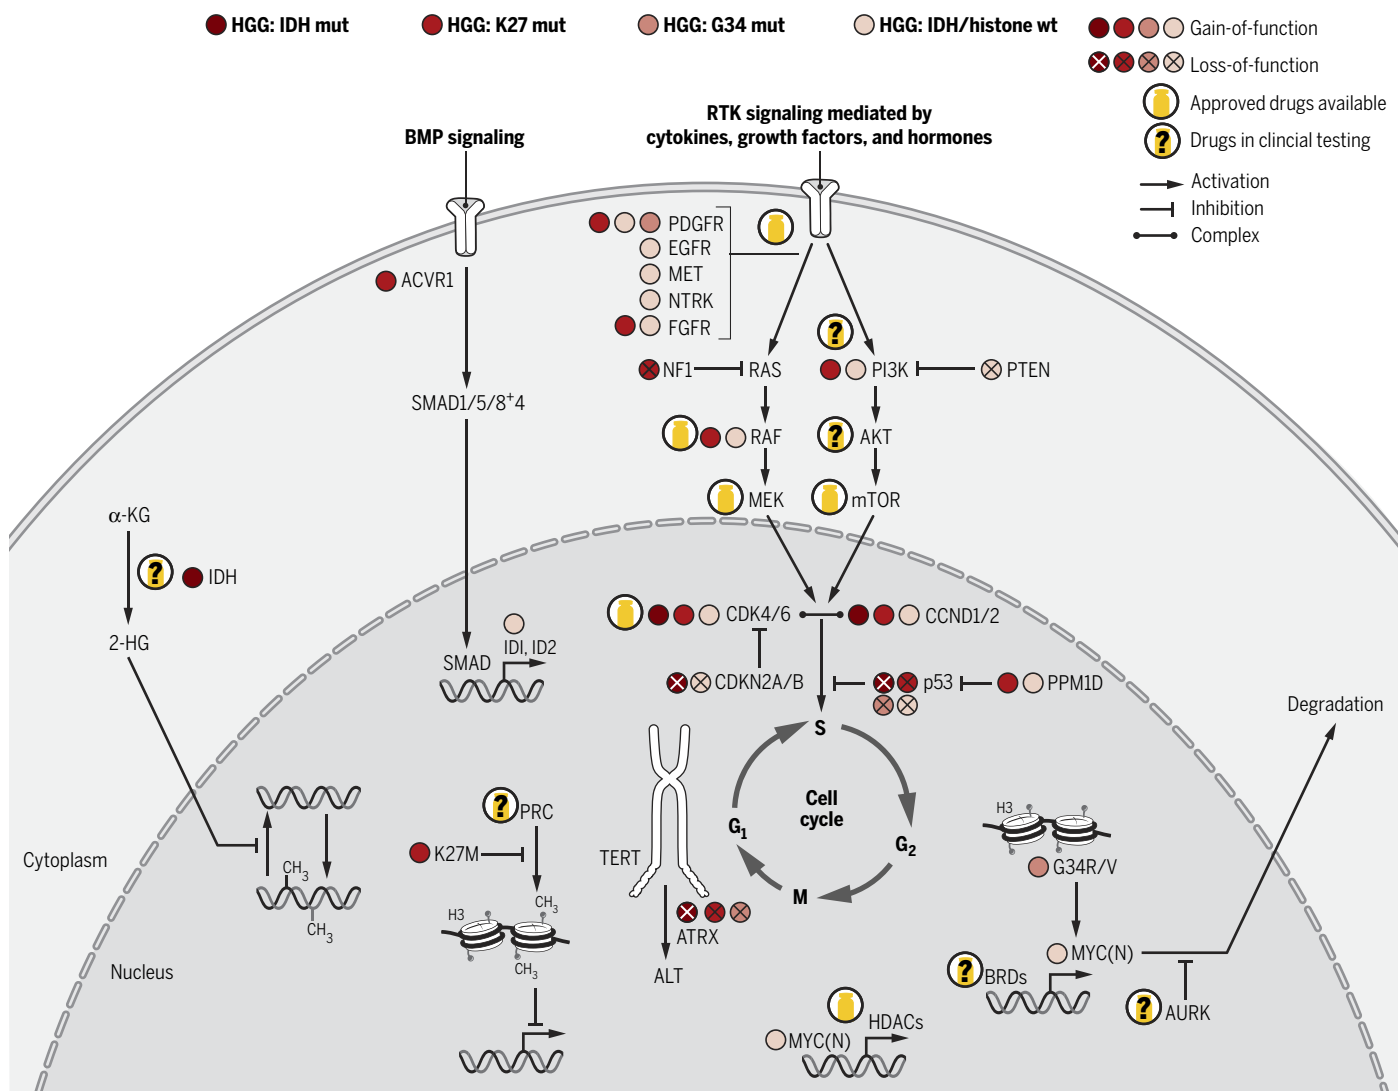 HGG: IDH mut
HGG: K27 mut
HGG: G34 mut
HGG: IDH/histone wt
Gain-of-function
Loss-of-function
Approved drugs available
? Drugs in clincial testing
Activation
Inhibition
Complex
BMP signaling
RTK signaling mediated by
cytokines, growth factors, and hormones
PDGFR
EGFR
MET
NTRK
FGFR
ACVR1
?
NF1
RAS
PI3K
PTEN
SMAD1/5/8+4
RAF
?
AKT
MEK
mTOR
α-KG
?
IDH
2-HG
CDK4/6
CCND1/2
IDI, ID2
SMAD
CDKN2A/B
p53
PPM1D
Degradation
S
Cell
cycle
G1
G2
M
?
PRC
K27M
TERT
H3
G34R/V
Cytoplasm
CH3
CH3
CH3
H3
CH3
ATRX
ALT
MYC(N)
?
BRDs
Nucleus
?
AURK
HDACs
MYC(N)